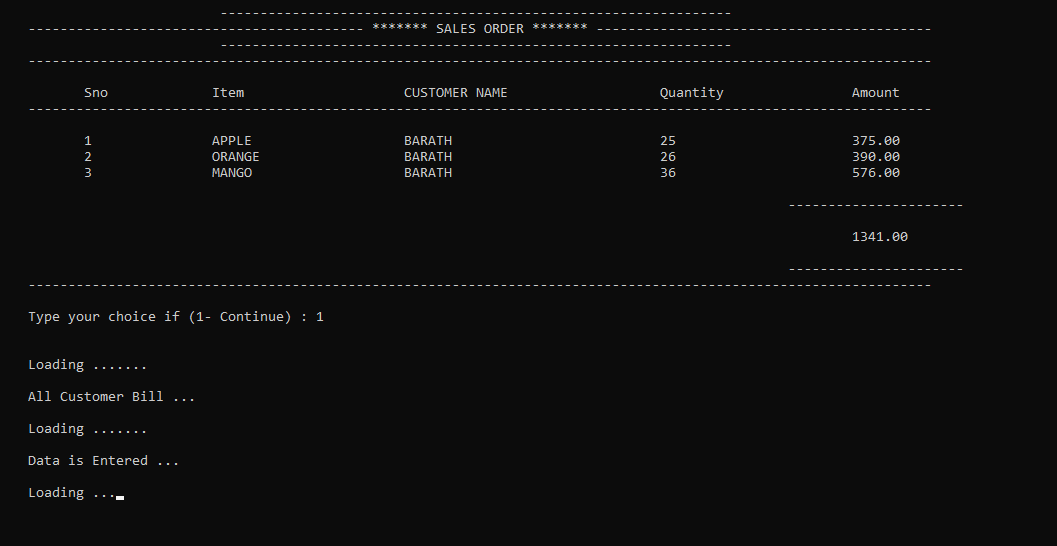 ----------------------------------------------------------------
------------------------------------------ ******* SALES ORDER ******* ------------------------------------------
----------------------------------------------------------------
-----------------------------------------------------------------------------------------------------------------
Sno Item CUSTOMER NAME Quantity Amount
-----------------------------------------------------------------------------------------------------------------
1 APPLE BARATH 25 375.00
2 ORANGE BARATH 26 390.00
3 MANGO BARATH 36 576.00
----------------------
1341.00
----------------------
-----------------------------------------------------------------------------------------------------------------
Type your choice if (1- Continue) : 1
Loading .......
All Customer Bill ...
Loading .......
Data is Entered ...
Loading ...